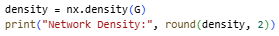 density = nx.density(G)
print("Network Density:", round(density, 2))